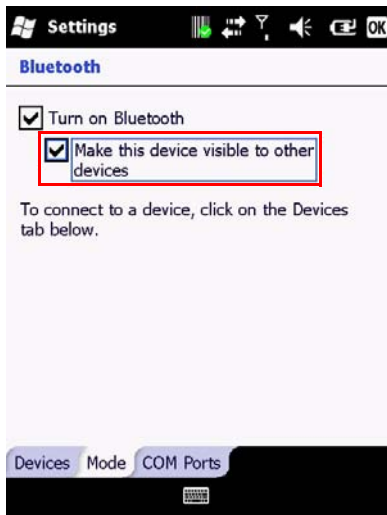 Settings
OK
Bluetooth
Turn on Bluetooth
Make this device visible to other
devices
To connect to a device, click on the Devices
tab below.
Devices Mode COM Ports